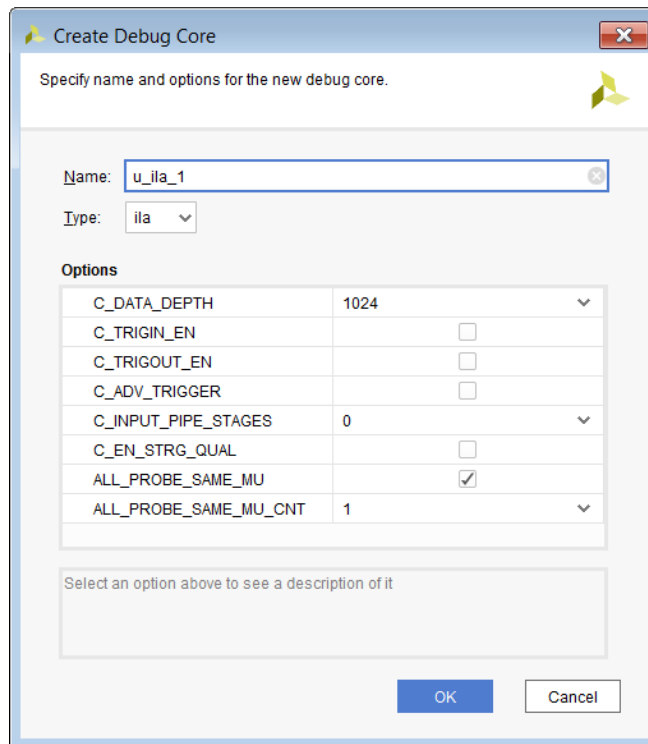 Create Debug Core
Specify name and options for the new debug core.
Name: u_ila_1
Type: ila
Options
C_DATA_DEPTH 1024
C_TRIGIN_EN
C_TRIGOUT_EN
C_ADV_TRIGGER
C_INPUT_PIPE_STAGES 0
C_EN_STRG_QUAL
ALL_PROBE_SAME_MU
ALL_PROBE_SAME_MU_CNT 1
Select an option above to see a description of it
OK Cancel